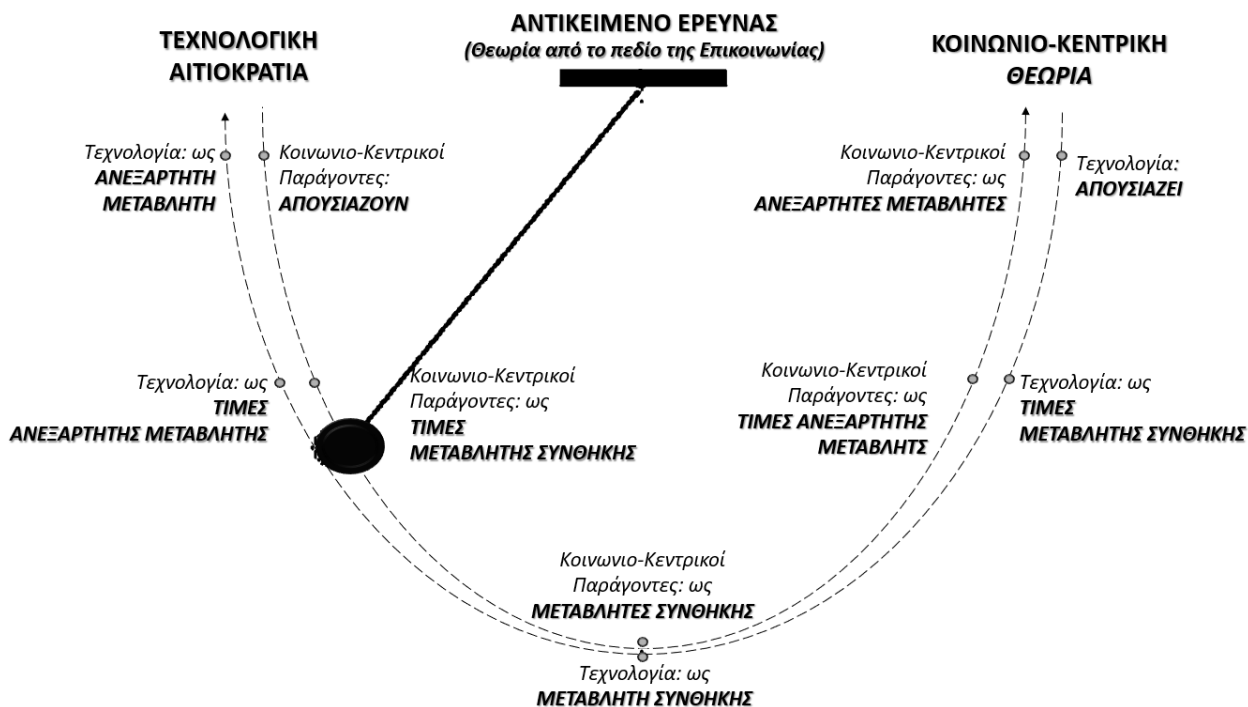 ΤΕΧΝΟΛΟΓΙΚΗ
ΑΙΤΙΟΚΡΑΤΙΑ
ΑΝΤΙΚΕΙΜΕΝΟ ΕΡΕΥΝΑΣ
(Θεωρία από το πεδίο της Επικοινωνίας)
ΚΟΙΝΩΝΙΟ-ΚΕΝΤΡΙΚΗ
ΘΕΩΡΙΑ
Τεχνολογία: ως
ΑΝΕΞΑΡΤΗΤΗ
ΜΕΤΑΒΛΗΤΗ
Κοινωνιο-Κεντρικοί
Παράγοντες:
ΑΠΟΥΣΙΑΖΟΥΝ
Κοινωνιο-Κεντρικοί
Παράγοντες: ως
ΑΝΕΞΑΡΤΗΤΕΣ ΜΕΤΑΒΛΗΤΕΣ
Τεχνολογία:
ΑΠΟΥΣΙΑΖΕΙ
Τεχνολογία: ως
ΤΙΜΕΣ
ΑΝΕΞΑΡΤΗΤΗΣ ΜΕΤΑΒΛΗΤΗΣ
Κοινωνιο-Κεντρικοί
Παράγοντες: ως
ΤΙΜΕΣ
ΜΕΤΑΒΛΗΤΗΣ ΣΥΝΘΗΚΗΣ
Κοινωνιο-Κεντρικοί
Παράγοντες: ως
ΤΙΜΕΣ ΑΝΕΞΑΡΤΗΤΗΣ
ΜΕΤΑΒΛΗΤΣ
Τεχνολογία: ως
ΤΙΜΕΣ
ΜΕΤΑΒΛΗΤΗΣ ΣΥΝΘΗΚΗΣ
Κοινωνιο-Κεντρικοί
Παράγοντες: ως
ΜΕΤΑΒΛΗΤΕΣ ΣΥΝΘΗΚΗΣ
Τεχνολογία: ως
ΜΕΤΑΒΛΗΤΗ ΣΥΝΘΗΚΗΣ